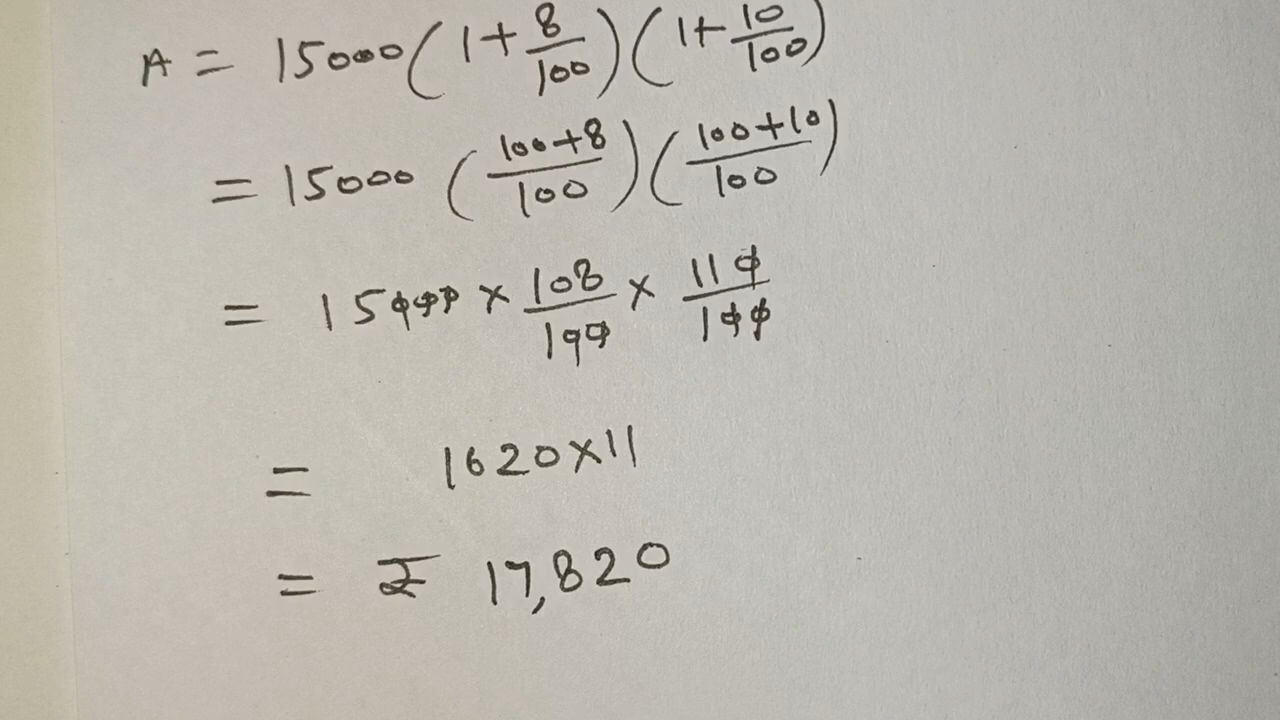 A = 15000(1+8/100)(1+10/100)
= 15000 (100+8/100)(100+10/100)
= 15000 × 108/100 × 110/100
= 1620×11
= ₹ 17,820